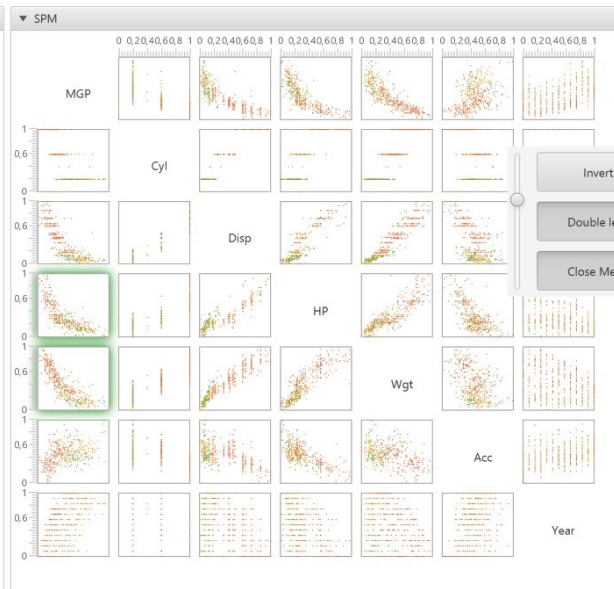 ▼ SPM
0 0,20,40,60,8 1 0 0,20,40,60,8 1 0 0,20,40,60,8 1 0 0,20,40,60,8 1 0 0,20,40,60,8 1 0 0,20,40,60,8 1
MGP
1
0,6
0
Cyl
Invert
1
0,6
0
Disp
Double le
Close Me
1
0,6
0
HP
1
0,6
0
Wgt
1
0,6
0
Acc
1
0,6
0
Year